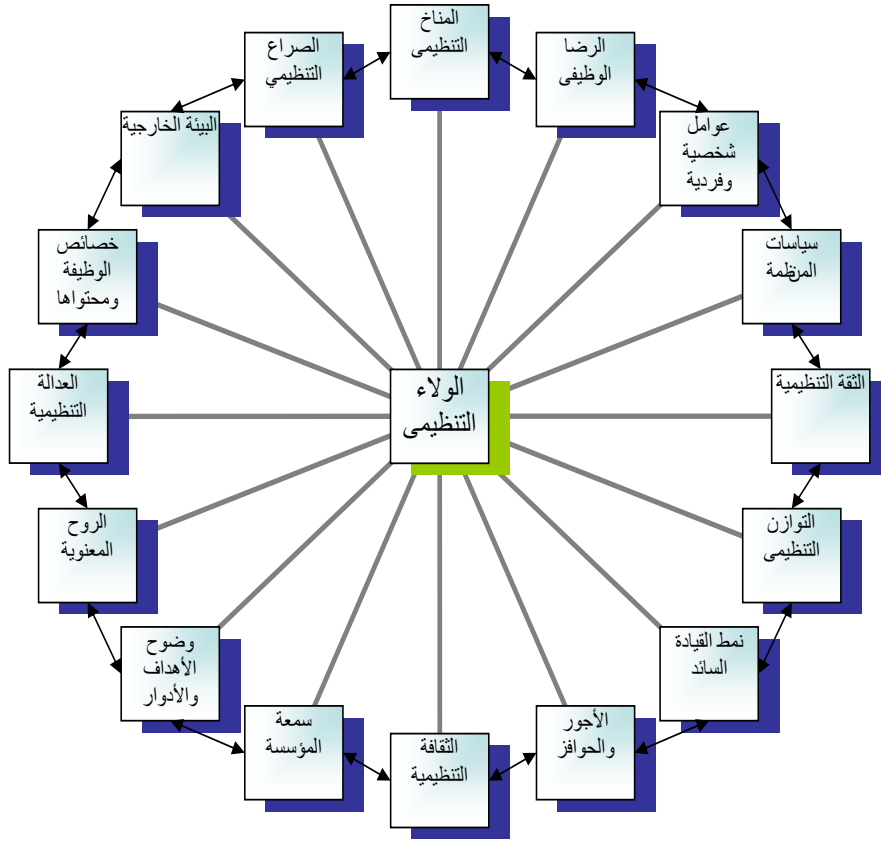 المناخ
التنظيمى
الرضا
الوظيفى
عوامل
شخصية
وفردية
سياسات
المنظمة
الثقة التنظيمية
التوازن
التنظيمى
نمط القيادة
السائد
الأجور
والحوافز
الثقافة
التنظيمية
سمعة
المؤسسة
وضوح
الأهداف
والأدوار
الروح
المعنوية
العدالة
التنظيمية
خصائص
الوظيفة
ومحتواها
البيئة الخارجية
الصراع
التنظيمي
الولاء
التنظيمى